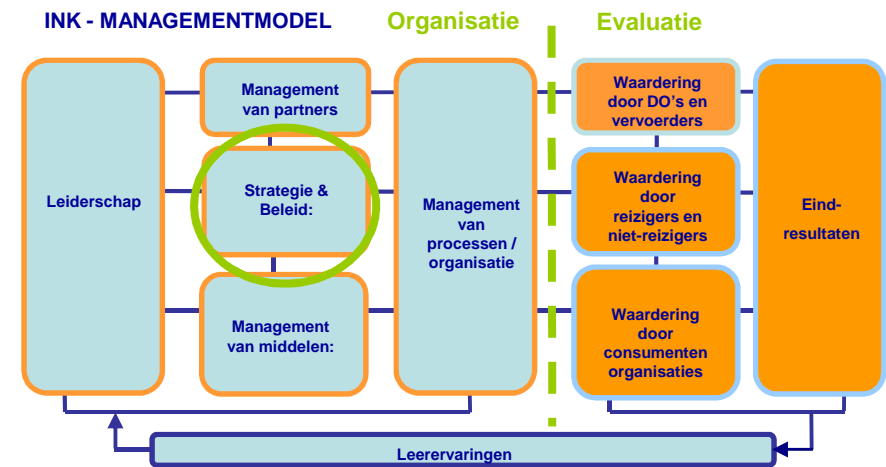 INK - MANAGEMENTMODEL
Organisatie
Evaluatie
Leiderschap
Management
van partners
Strategie &
Beleid:
Management
van middelen:
Management
van
processen /
organisatie
Waardering
door DO's en
vervoerders
Waardering
door
reizigers en
niet-reizigers
Waardering
door
consumenten
organisaties
Eind-
resultaten
Leerervaringen